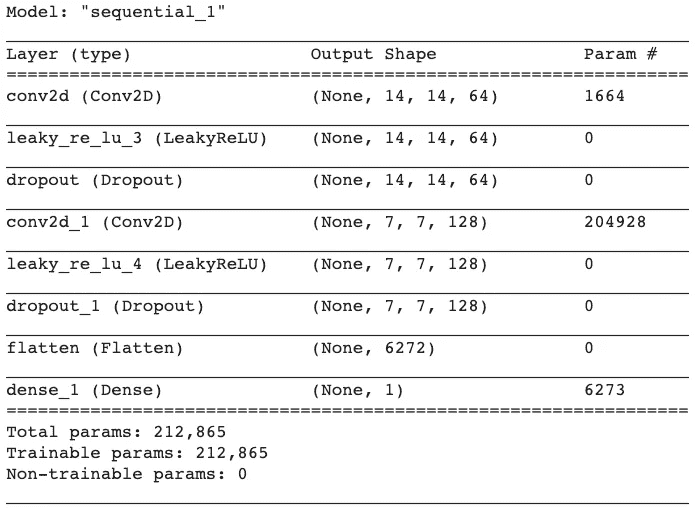 Model: "sequential_1"
Layer (type) Output Shape Param #
conv2d (Conv2D) (None, 14, 14, 64) 1664
leaky_re_lu_3 (LeakyReLU) (None, 14, 14, 64) 0
dropout (Dropout) (None, 14, 14, 64) 0
conv2d_1 (Conv2D) (None, 7, 7, 128) 204928
leaky_re_lu_4 (LeakyReLU) (None, 7, 7, 128) 0
dropout_1 (Dropout) (None, 7, 7, 128) 0
flatten (Flatten) (None, 6272) 0
dense_1 (Dense) (None, 1) 6273
Total params: 212,865
Trainable params: 212,865
Non-trainable params: 0